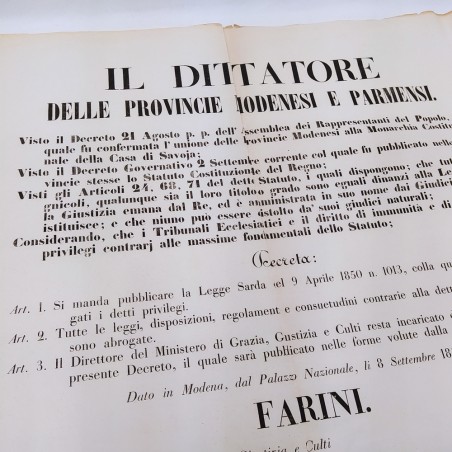 IL DITTATORE
DELLE PROVINCIE MODENESI E PARMENSI.
Visto il Decreto 21 Agosto p. p. dell' Assemblea dei Rappresentanti del Popolo,
quale fu confermata l'unione delle Provincie Modenesi alla Monarchia Costitu
nale della Casa di Savoja;
Visto il Decreto Governativo 2 Settembre corrente col quale fu pubblicato nelle
vincie stesse lo Statuto Costituzionale del Regno;
Visti gli Articoli 24, 68, 71 del detto Statuto, i quali dispongono; che tut
gnicoli, qualunque sia il loro titolo o grado sono eguali dinanzi alla Le
la Giustizia emana dal Re, ed è amministrata in suo nome dai Giudici
istituisce; e che niuno può essere distolto da' suoi giudici naturali;
Considerando, che i Tribunali Ecclesiastici e il diritto di immunità e di
privilegi contrarj alle massime fondamentali dello Statuto;
Decreta:
Art. 1. Si manda pubblicare la Legge Sarda del 9 Aprile 1850 n. 1013, colla qu
gati i detti privilegi.
Art. 2. Tutte le leggi, disposizioni, regolamenti e consuetudini contrarie alla dett
sono abrogate.
Art. 3. Il Direttore del Ministero di Grazia, Giustizia e Culti resta incaricato d
presente Decreto, il quale sarà pubblicato nelle forme volute dalla
Dato in Modena, dal Palazzo Nazionale, li 8 Settembre 18
FARINI.
Giustizia e Culti